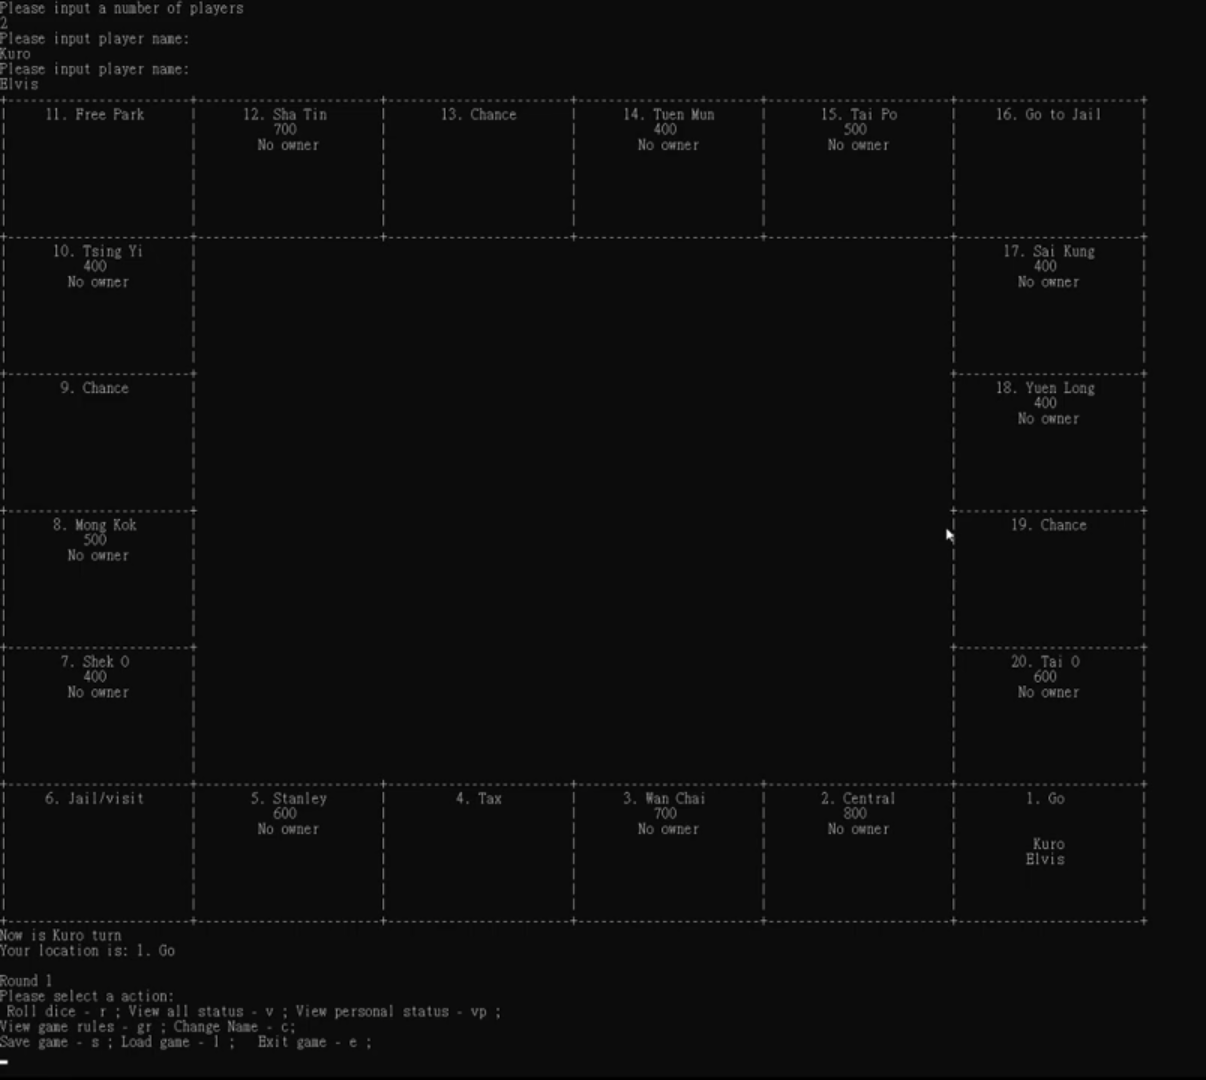 Please input a number of players
2
Please input player name:
Kuro
Please input player name:
Elvis
11. Free Park 12. Sha Tin 13. Chance 14. Tuen Mun 15. Tai Po 16. Go to Jail
700 400 500
No owner No owner No owner
10. Tsing Yi 17. Sai Kung
400 400
No owner No owner
9. Chance 18. Yuen Long
400
No owner
8. Mong Kok 19. Chance
500
No owner
7. Shek O 20. Tai O
400 600
No owner No owner
6. Jail/visit 5. Stanley 4. Tax 3. Wan Chai 2. Central 1. Go
600 700 800
No owner No owner No owner
Kuro
Elvis
Now is Kuro turn
Your location is: 1. Go
Round 1
Please select a action:
Roll dice - r ; View all status - v ; View personal status - vp ;
View game rules - gr ; Change Name - c;
Save game - s ; Load game - l ; Exit game - e ;